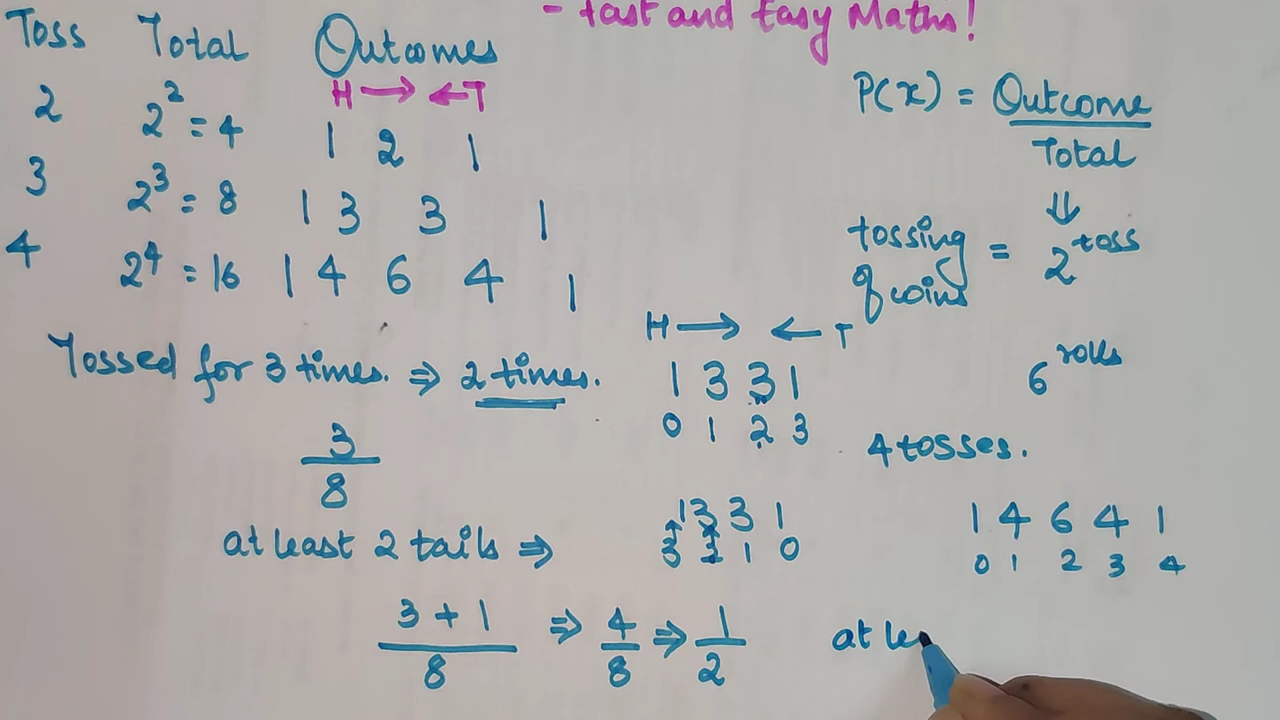 - fast and Easy Maths!
Toss Total Outcomes
H → ← T
2 2² = 4 1 2 1
3 2³ = 8 1 3 3 1
4 2⁴ = 16 1 4 6 4 1
P(x) = Outcome
Total
⇓
tossing of coins = 2^toss
6^rolls
Tossed for 3 times. ⇒ 2 times.
3
8
H → ← T
1 3 3 1
0 1 2 3
at least 2 tails ⇒
1 3 3 1
3 2 1 0
3 + 1 ⇒ 4 ⇒ 1
8 8 2
4 tosses.
1 4 6 4 1
0 1 2 3 4
at le